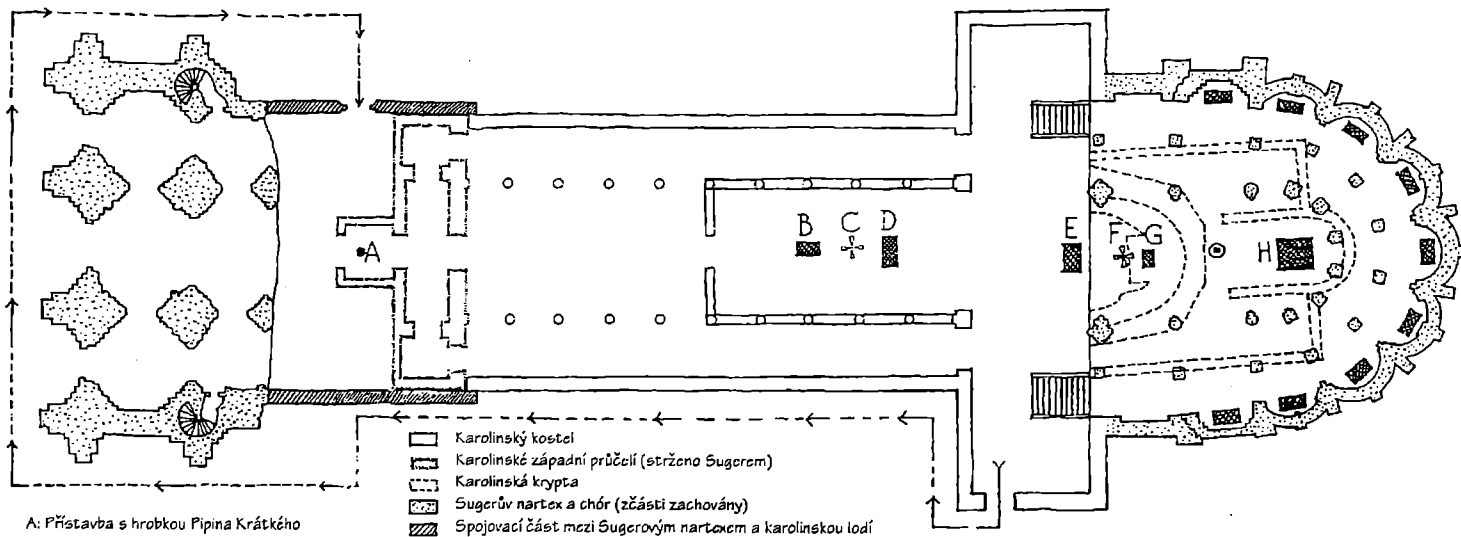 A
B
C
D
E
F
G
H
Karolinský kostel
Karolinské západní průčelí (strženo Sugerem)
Karolinská krypta
Sugerův nartex a chór (zčásti zachovány)
Spojovací část mezi Sugerovým nartexem a karolinskou lodí
A: Přístavba s hrobkou Pipina Krátkého